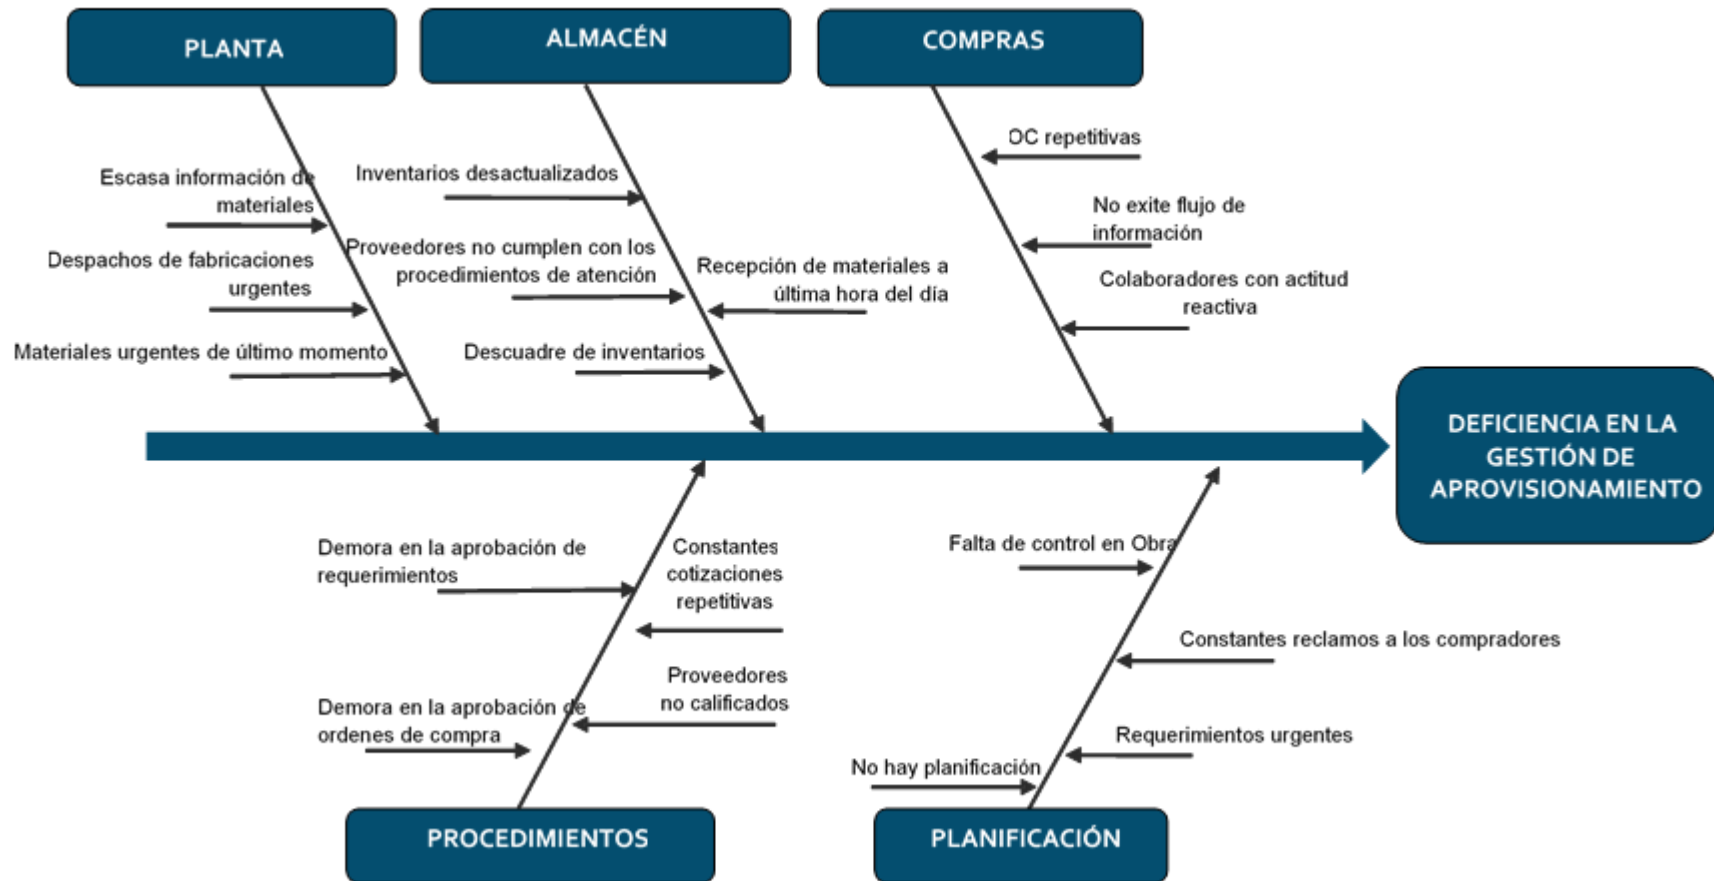 PLANTA
ALMACÉN
COMPRAS
Escasa información de
materiales
Despachos de fabricaciones
urgentes
Materiales urgentes de último momento
Inventarios desactualizados
Proveedores no cumplen con los
procedimientos de atención
Recepción de materiales a
última hora del día
Descuadre de inventarios
OC repetitivas
No exite flujo de
información
Colaboradores con actitud
reactiva
DEFICIENCIA EN LA
GESTIÓN DE
APROVISIONAMIENTO
Demora en la aprobación de
requerimientos
Constantes
cotizaciones
repetitivas
Proveedores
no calificados
Demora en la aprobación de
ordenes de compra
Falta de control en Obra
Constantes reclamos a los compradores
Requerimientos urgentes
No hay planificación
PROCEDIMIENTOS
PLANIFICACIÓN